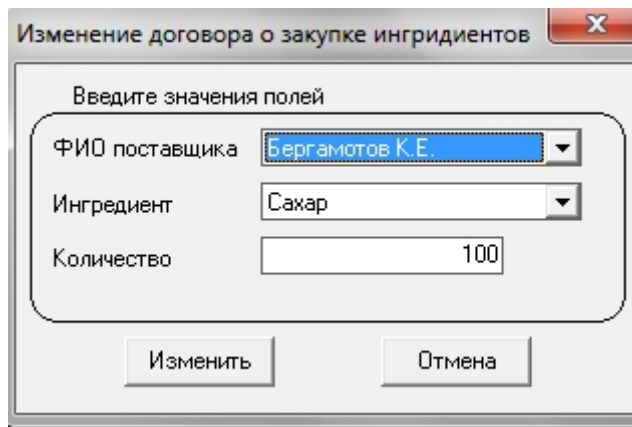 Изменение договора о закупке ингридиентов
Введите значения полей
ФИО поставщика Бергамотов К.Е.
Ингредиент Сахар
Количество 100
Изменить Отмена